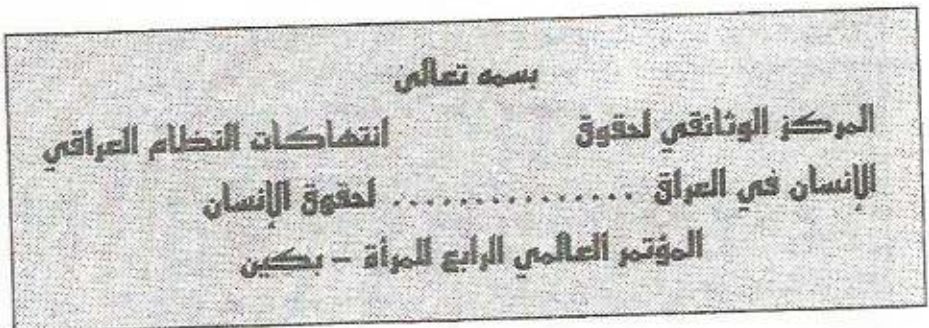 بسمه تعالى
المركز الوثائقي لحقوق انتهاكات النظام العراقي
الإنسان في العراق .............. لحقوق الإنسان
المؤتمر العالمي الرابع للمرأة – بكين